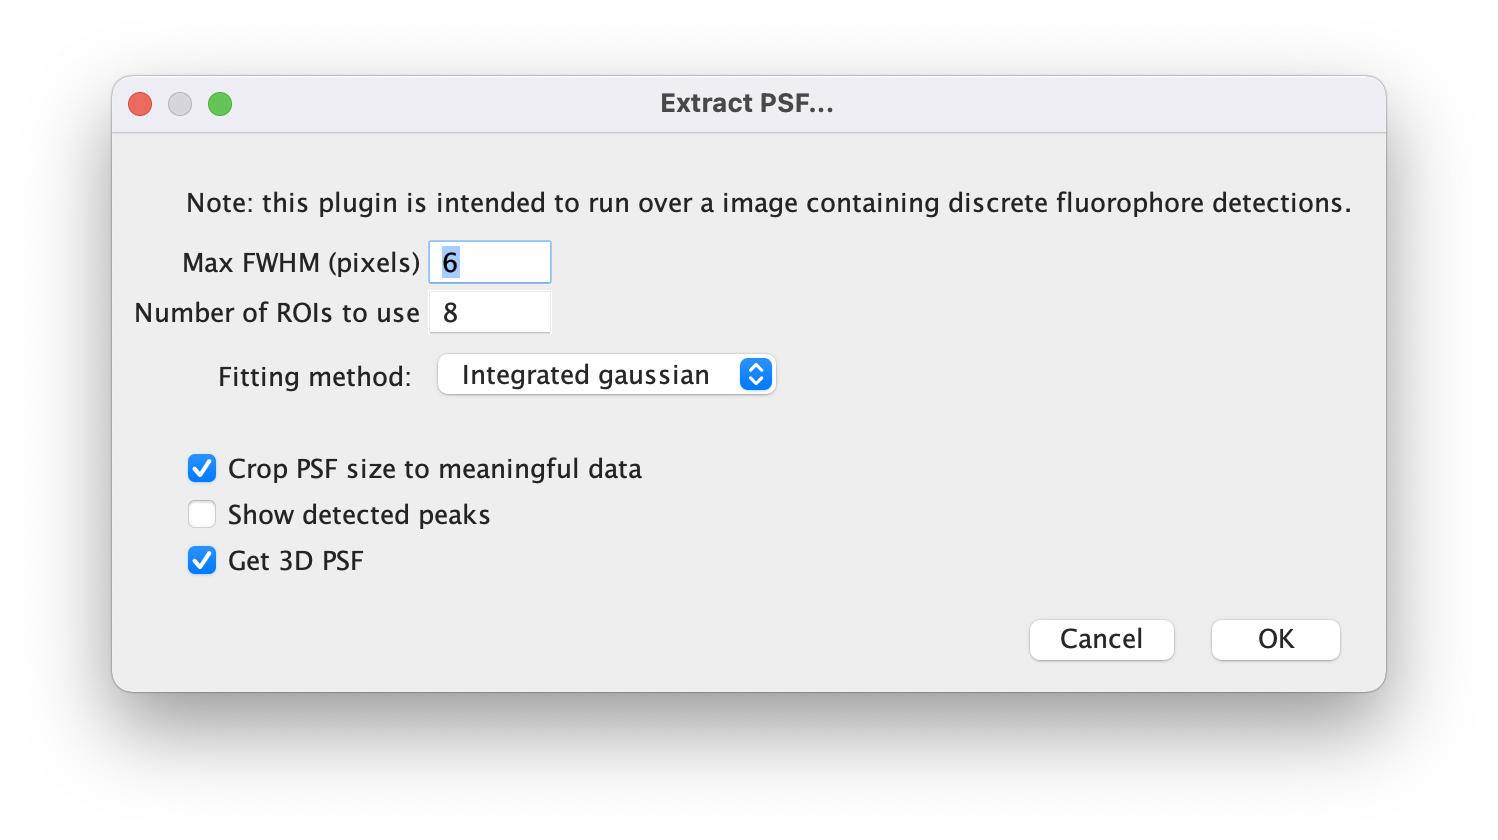 Extract PSF...
Note: this plugin is intended to run over a image containing discrete fluorophore detections.
Max FWHM (pixels) 6
Number of ROIs to use 8
Fitting method: Integrated gaussian
Crop PSF size to meaningful data
Show detected peaks
Get 3D PSF
Cancel OK